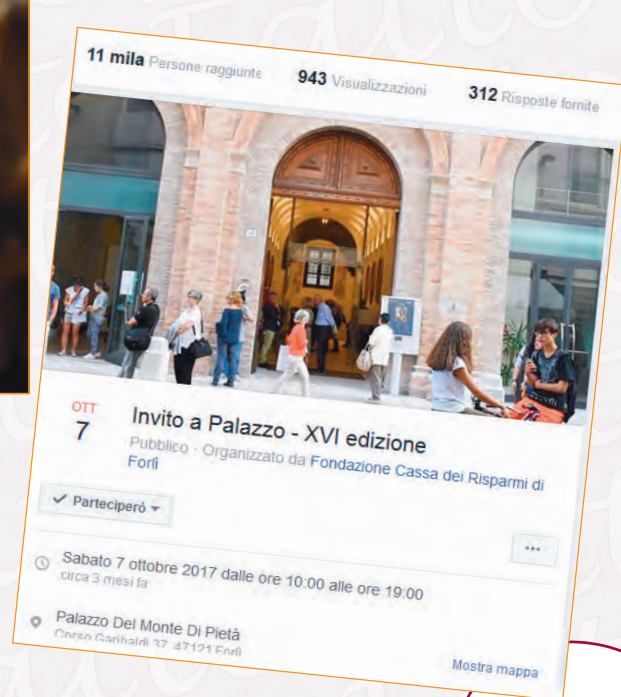 11 mila Persone raggiunte 943 Visualizzazioni 312 Risposte fornite
OTT
7
Invito a Palazzo - XVI edizione
Pubblico · Organizzato da Fondazione Cassa dei Risparmi di
Forlì
✓ Parteciperò
...
Sabato 7 ottobre 2017 dalle ore 10:00 alle ore 19:00
circa 3 mesi fa
Palazzo Del Monte Di Pietà
Corso Garibaldi 37, 47121 Forlì
Mostra mappa